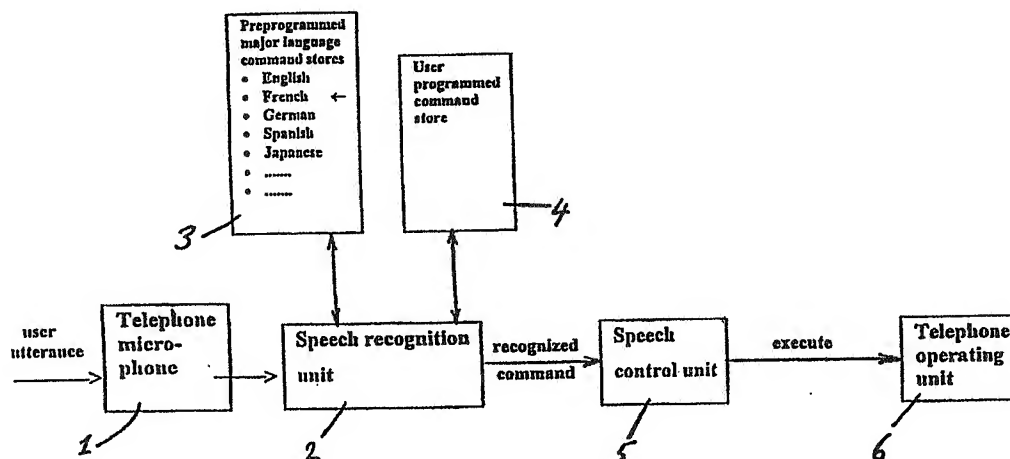 Preprogrammed
major language
command stores
• English
• French ←
• German
• Spanish
• Japanese
• .......
• .......
3
User
programmed
command
store
4
user
utterance
Telephone
micro-
phone
1
Speech recognition
unit
2
recognized
command
Speech
control unit
5
execute
Telephone
operating
unit
6